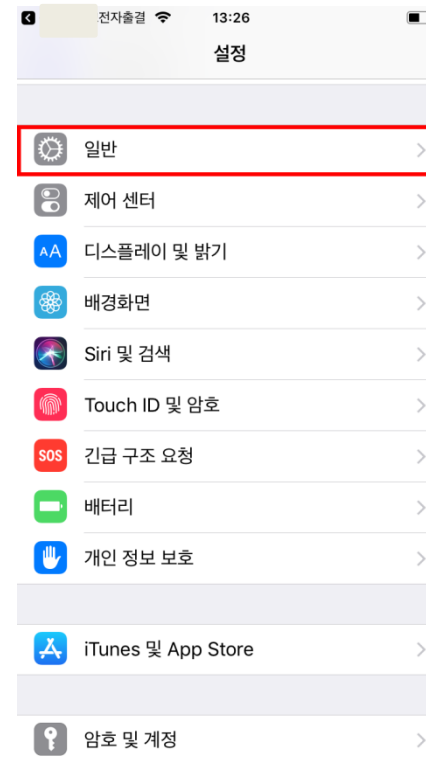 전자출결 13:26
설정
일반
제어 센터
AA 디스플레이 및 밝기
배경화면
Siri 및 검색
Touch ID 및 암호
SOS 긴급 구조 요청
배터리
개인 정보 보호
iTunes 및 App Store
암호 및 계정